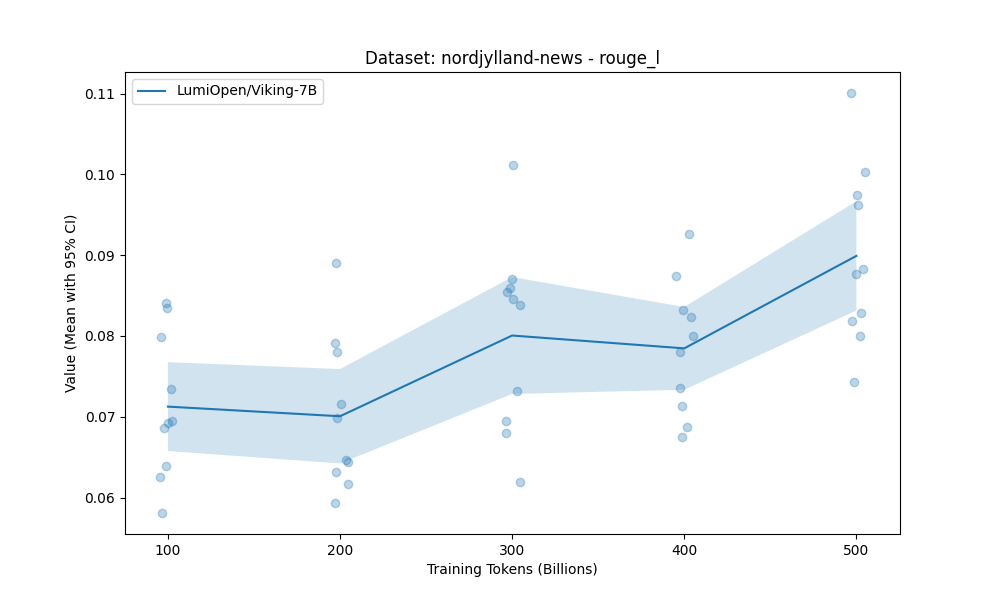 Dataset: nordjylland-news - rouge_l
LumiOpen/Viking-7B
Value (Mean with 95% CI)
0.11
0.10
0.09
0.08
0.07
0.06
100 200 300 400 500
Training Tokens (Billions)